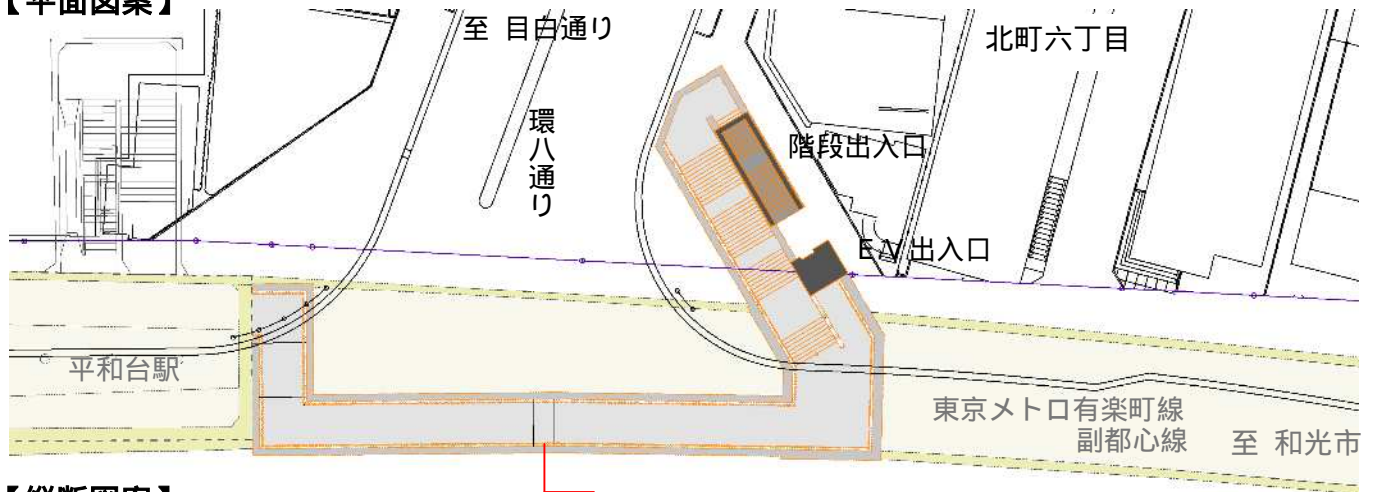 【平面図案】
至 目白通り
北町六丁目
環八通り
階段出入口
EV出入口
平和台駅
東京メトロ有楽町線
副都心線 至 和光市
【縦断図案】